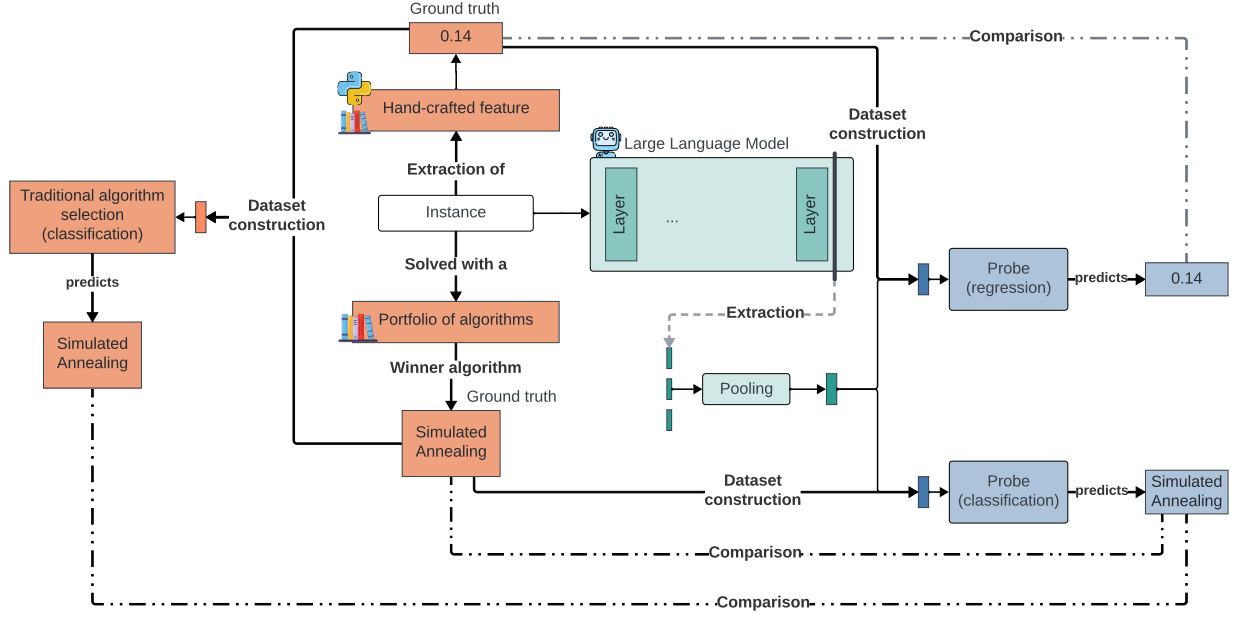 Ground truth
0.14
Comparison
Hand-crafted feature
Dataset
construction
Large Language Model
Extraction of
Traditional algorithm
selection
(classification)
Dataset
construction
Instance
Layer
...
Layer
Solved with a
predicts
Probe
(regression)
predicts
0.14
Extraction
Portfolio of algorithms
Simulated
Annealing
Winner algorithm
Ground truth
Pooling
Simulated
Annealing
Dataset
construction
Probe
(classification)
predicts
Simulated
Annealing
Comparison
Comparison